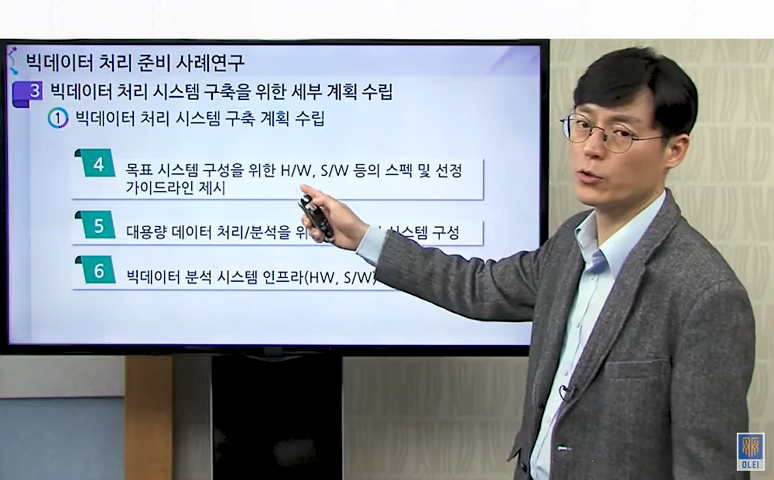 빅데이터 처리 준비 사례연구
3 빅데이터 처리 시스템 구축을 위한 세부 계획 수립
1 빅데이터 처리 시스템 구축 계획 수립
4 목표 시스템 구성을 위한 H/W, S/W 등의 스펙 및 선정
가이드라인 제시
5 대용량 데이터 처리/분석을 시스템 구성
6 빅데이터 분석 시스템 인프라(HW, S/W)
OLEI